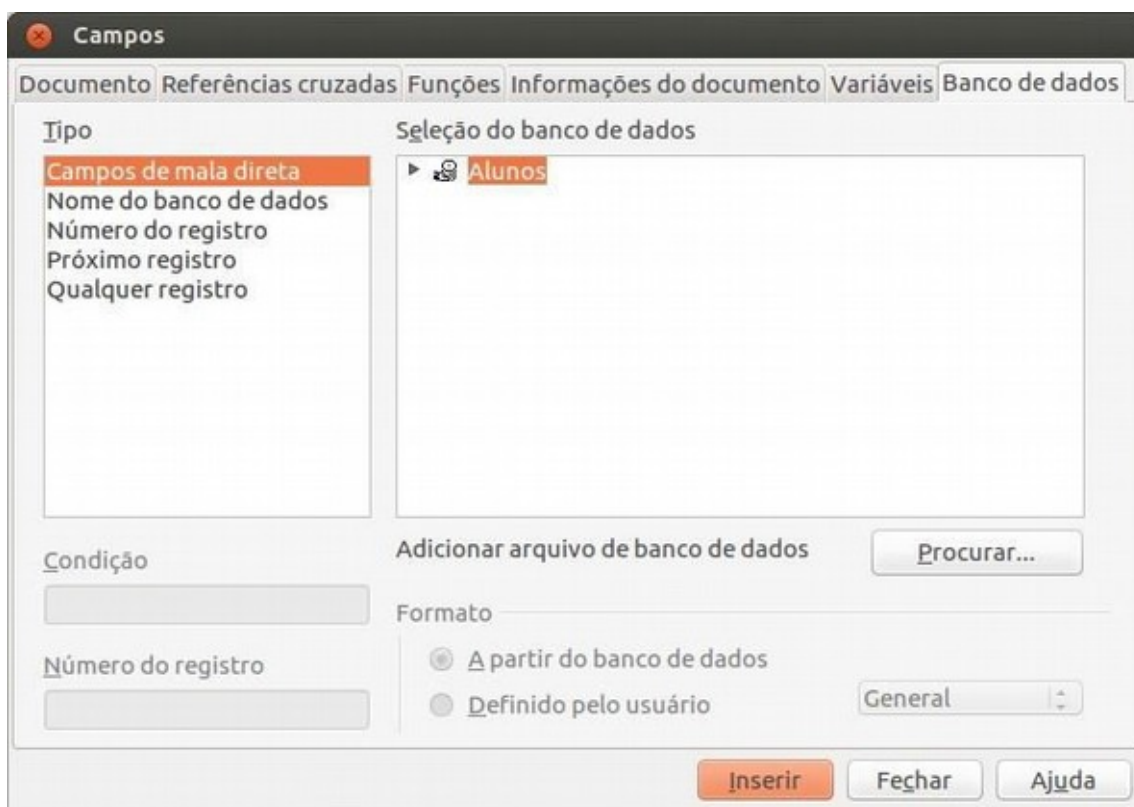 Campos
Documento Referências cruzadas Funções Informações do documento Variáveis Banco de dados
Tipo
Campos de mala direta
Nome do banco de dados
Número do registro
Próximo registro
Qualquer registro
Seleção do banco de dados
Alunos
Adicionar arquivo de banco de dados Procurar...
Condição
Número do registro
Formato
A partir do banco de dados
Definido pelo usuário General
Inserir Fechar Ajuda